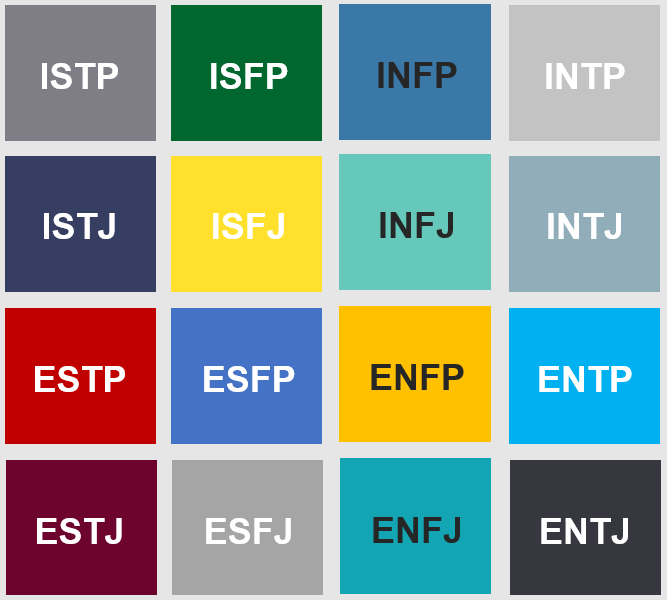 ISTP ISFP INFP INTP
ISTJ ISFJ INFJ INTJ
ESTP ESFP ENFP ENTP
ESTJ ESFJ ENFJ ENTJ